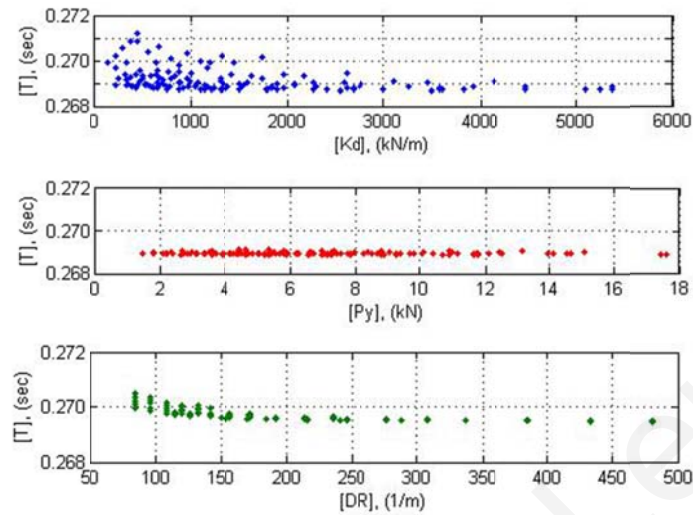 0.272
0.270
0.268
[T], (sec)
0 1000 2000 3000 4000 5000 6000
[Kd], (kN/m)
0.272
0.270
0.268
[T], (sec)
0 2 4 6 8 10 12 14 16 18
[Py], (kN)
0.272
0.270
0.268
[T], (sec)
50 100 150 200 250 300 350 400 450 500
[DR], (1/m)